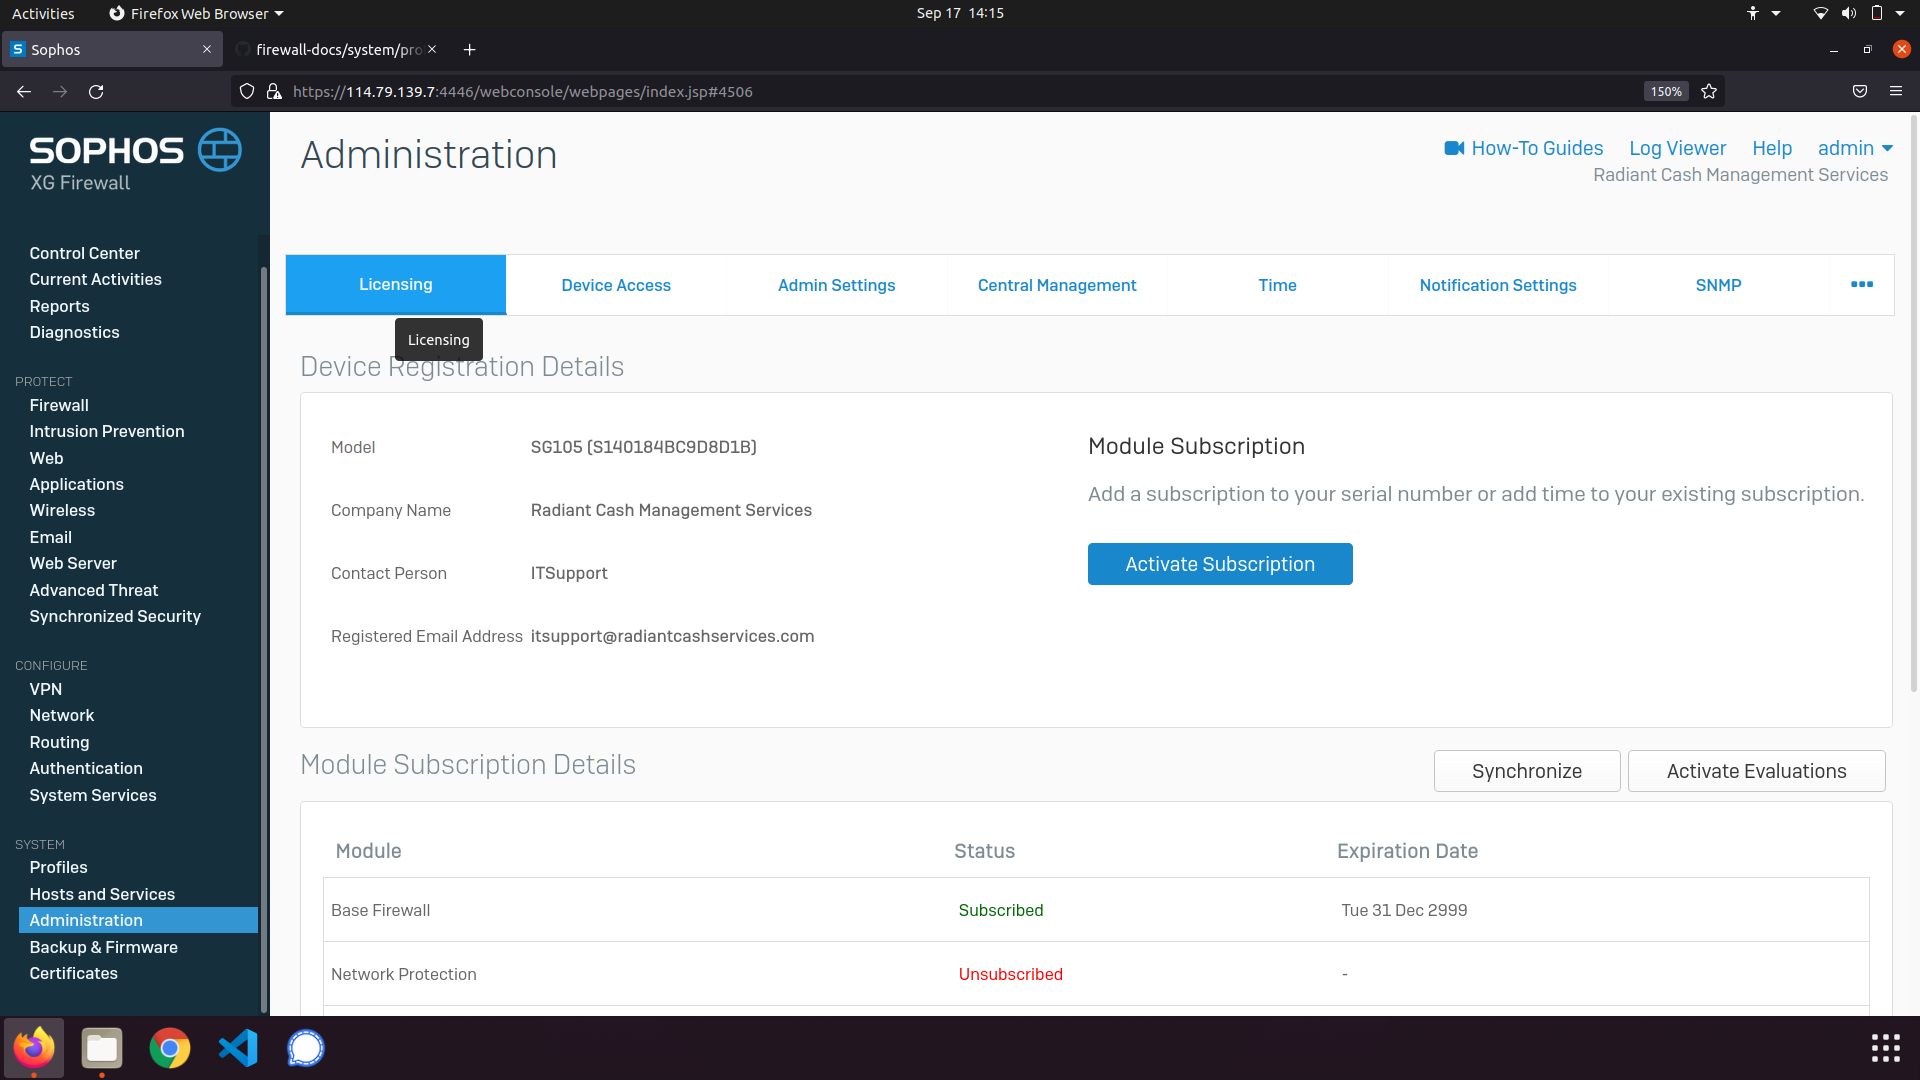 Activities
Firefox Web Browser
Sep 17 14:15
Sophos
firewall-docs/system/pro
https://114.79.139.7:4446/webconsole/webpages/index.jsp#4506
150%
SOPHOS
XG Firewall
Administration
How-To Guides
Log Viewer
Help
admin
Radiant Cash Management Services
Control Center
Current Activities
Reports
Diagnostics
PROTECT
Firewall
Intrusion Prevention
Web
Applications
Wireless
Email
Web Server
Advanced Threat
Synchronized Security
CONFIGURE
VPN
Network
Routing
Authentication
System Services
SYSTEM
Profiles
Hosts and Services
Administration
Backup & Firmware
Certificates
Licensing
Device Access
Admin Settings
Central Management
Time
Notification Settings
SNMP
Licensing
Device Registration Details
Model SG105 (S140184BC9D8D1B)
Company Name Radiant Cash Management Services
Contact Person ITSupport
Registered Email Address itsupport@radiantcashservices.com
Module Subscription
Add a subscription to your serial number or add time to your existing subscription.
Activate Subscription
Module Subscription Details
Synchronize
Activate Evaluations
Module Status Expiration Date
Base Firewall Subscribed Tue 31 Dec 2999
Network Protection Unsubscribed -